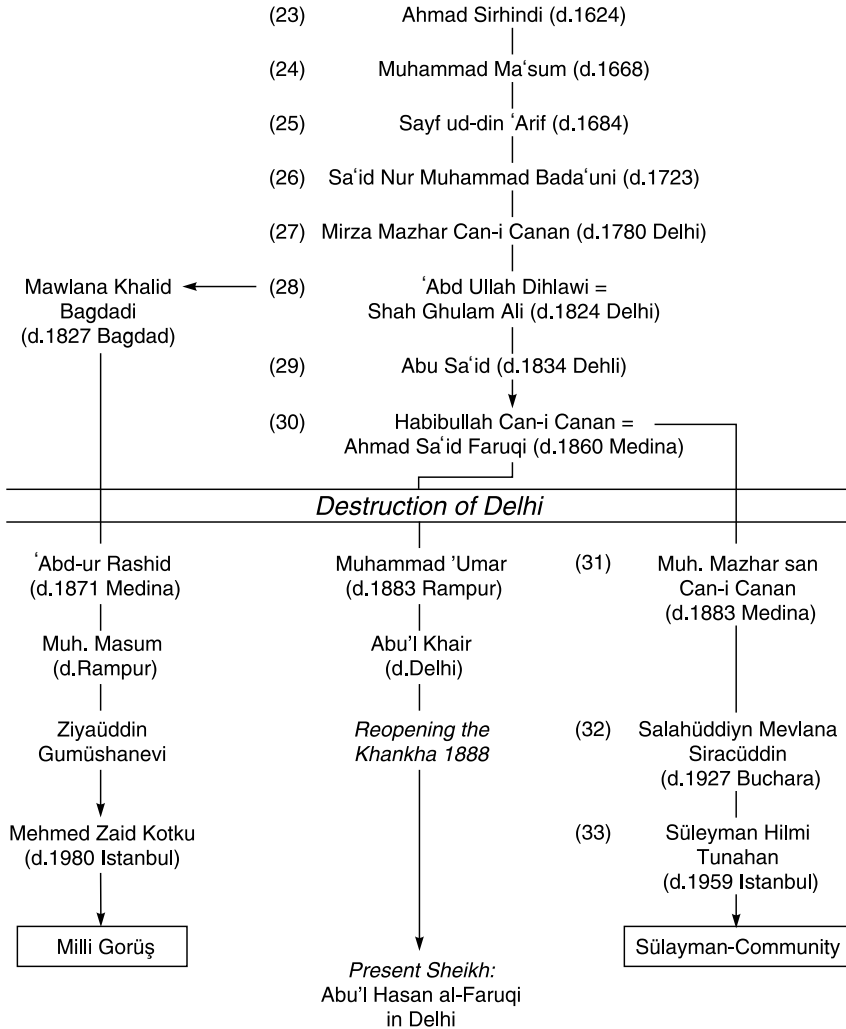 (23) Ahmad Sirhindi (d.1624)
(24) Muhammad Ma‘sum (d.1668)
(25) Sayf ud-din ‘Arif (d.1684)
(26) Sa‘id Nur Muhammad Bada‘uni (d.1723)
(27) Mirza Mazhar Can-i Canan (d.1780 Delhi)
Mawlana Khalid
Bagdadi
(d.1827 Bagdad)
(28) ‘Abd Ullah Dihlawi =
Shah Ghulam Ali (d.1824 Delhi)
(29) Abu Sa‘id (d.1834 Dehli)
(30) Habibullah Can-i Canan =
Ahmad Sa‘id Faruqi (d.1860 Medina)
Destruction of Delhi
‘Abd-ur Rashid
(d.1871 Medina)
Muh. Masum
(d.Rampur)
Ziyaüddin
Gumüshanevi
Mehmed Zaid Kotku
(d.1980 Istanbul)
Milli Gorüş
Muhammad ’Umar
(d.1883 Rampur)
Abu’l Khair
(d.Delhi)
Reopening the
Khankha 1888
Present Sheikh:
Abu’l Hasan al-Faruqi
in Delhi
(31) Muh. Mazhar san
Can-i Canan
(d.1883 Medina)
(32) Salahüddiyn Mevlana
Siracüddin
(d.1927 Buchara)
(33) Süleyman Hilmi
Tunahan
(d.1959 Istanbul)
Sülayman-Community